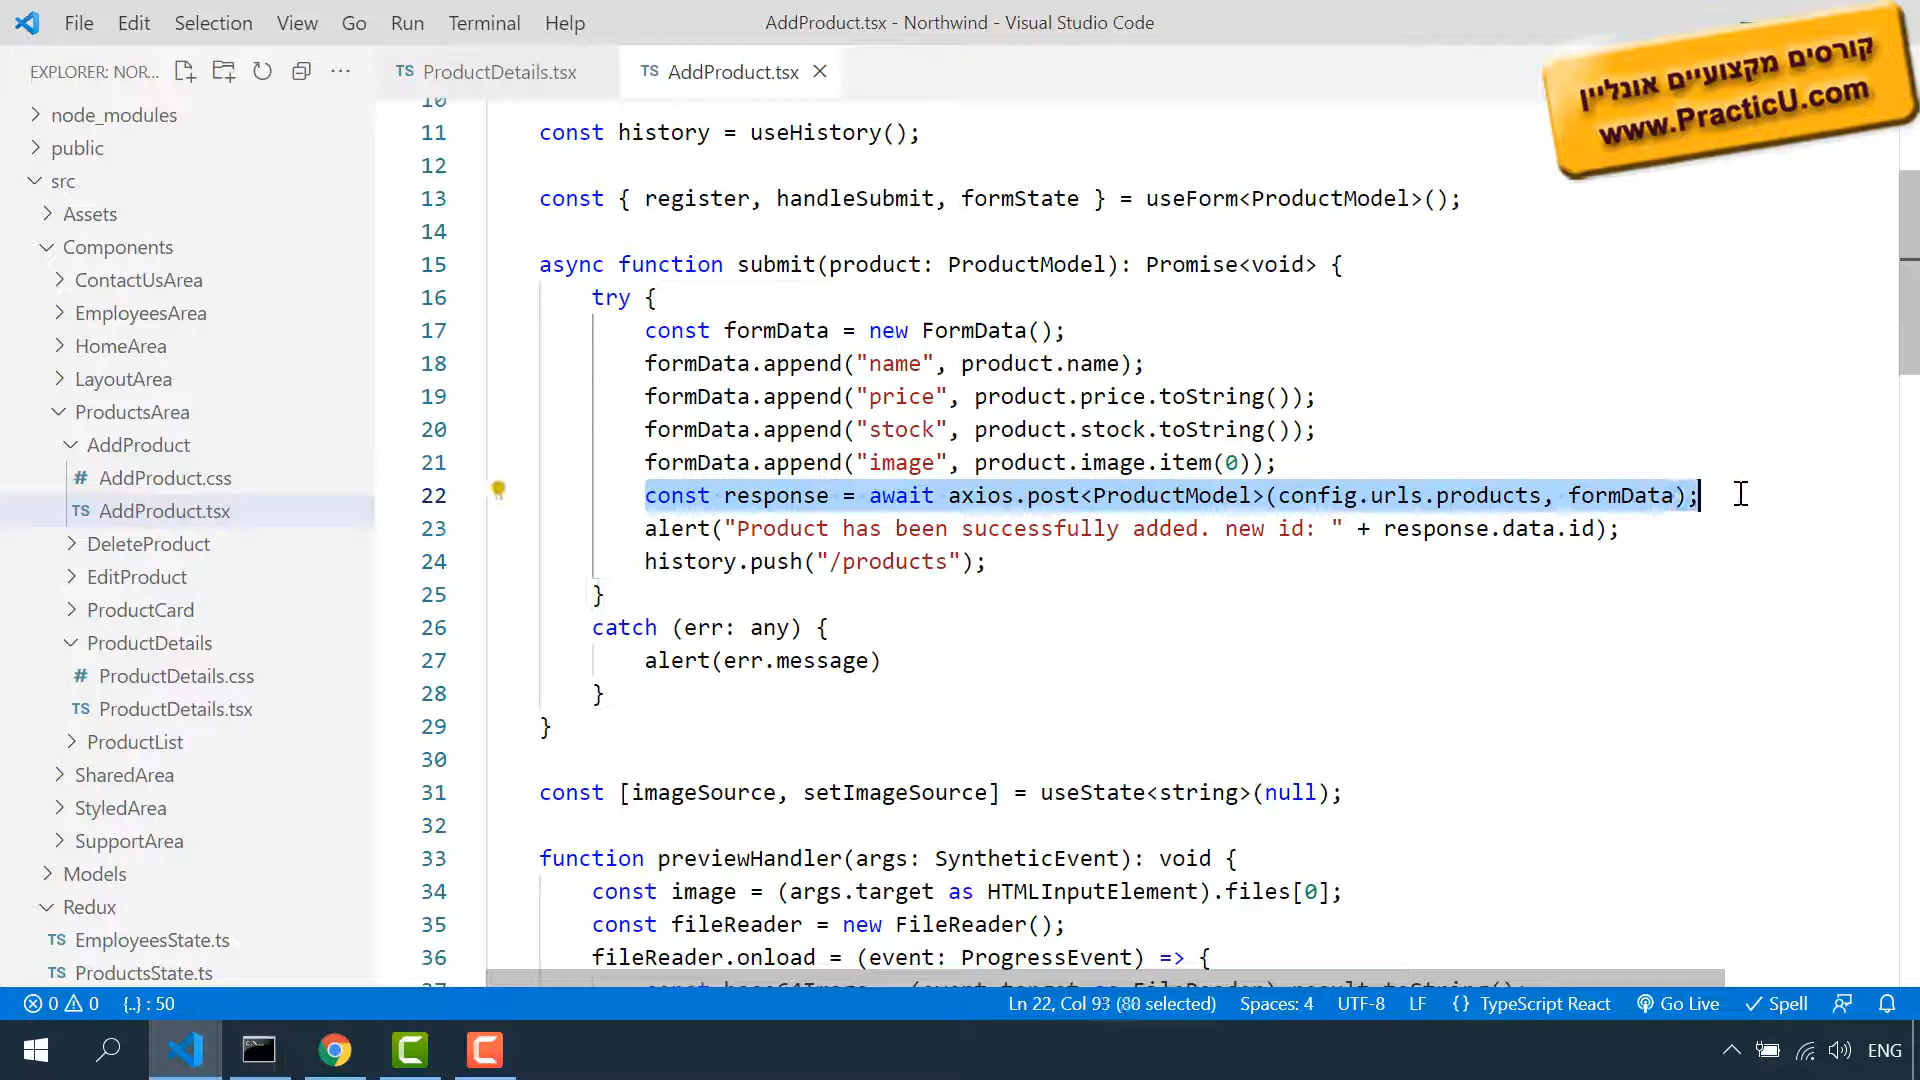 File Edit Selection View Go Run Terminal Help
AddProduct.tsx - Northwind - Visual Studio Code
קורסים מקצועיים אונליין
www.PracticU.com
EXPLORER: NOR...
TS ProductDetails.tsx
TS AddProduct.tsx
node_modules
public
src
Assets
Components
ContactUsArea
EmployeesArea
HomeArea
LayoutArea
ProductsArea
AddProduct
# AddProduct.css
TS AddProduct.tsx
DeleteProduct
EditProduct
ProductCard
ProductDetails
# ProductDetails.css
TS ProductDetails.tsx
ProductList
SharedArea
StyledArea
SupportArea
Models
Redux
TS EmployeesState.ts
TS ProductsState.ts
10
11 const history = useHistory();
12
13 const { register, handleSubmit, formState } = useForm<ProductModel>();
14
15 async function submit(product: ProductModel): Promise<void> {
16 try {
17 const formData = new FormData();
18 formData.append("name", product.name);
19 formData.append("price", product.price.toString());
20 formData.append("stock", product.stock.toString());
21 formData.append("image", product.image.item(0));
22 const response = await axios.post<ProductModel>(config.urls.products, formData);
23 alert("Product has been successfully added. new id: " + response.data.id);
24 history.push("/products");
25 }
26 catch (err: any) {
27 alert(err.message)
28 }
29 }
30
31 const [imageSource, setImageSource] = useState<string>(null);
32
33 function previewHandler(args: SyntheticEvent): void {
34 const image = (args.target as HTMLInputElement).files[0];
35 const fileReader = new FileReader();
36 fileReader.onload = (event: ProgressEvent) => {
0 0 {..} : 50
Ln 22, Col 93 (80 selected) Spaces: 4 UTF-8 LF {} TypeScript React Go Live Spell
ENG